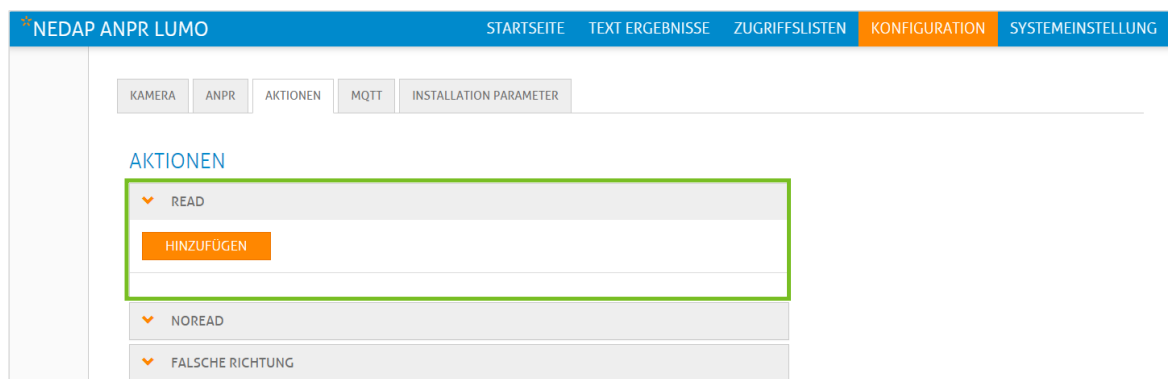 *NEDAP ANPR LUMO STARTSEITE TEXT ERGEBNISSE ZUGRIFFSLISTEN KONFIGURATION SYSTEMEINSTELLUNG
KAMERA ANPR AKTIONEN MQTT INSTALLATION PARAMETER
AKTIONEN
READ
HINZUFÜGEN
NOREAD
FALSCHE RICHTUNG